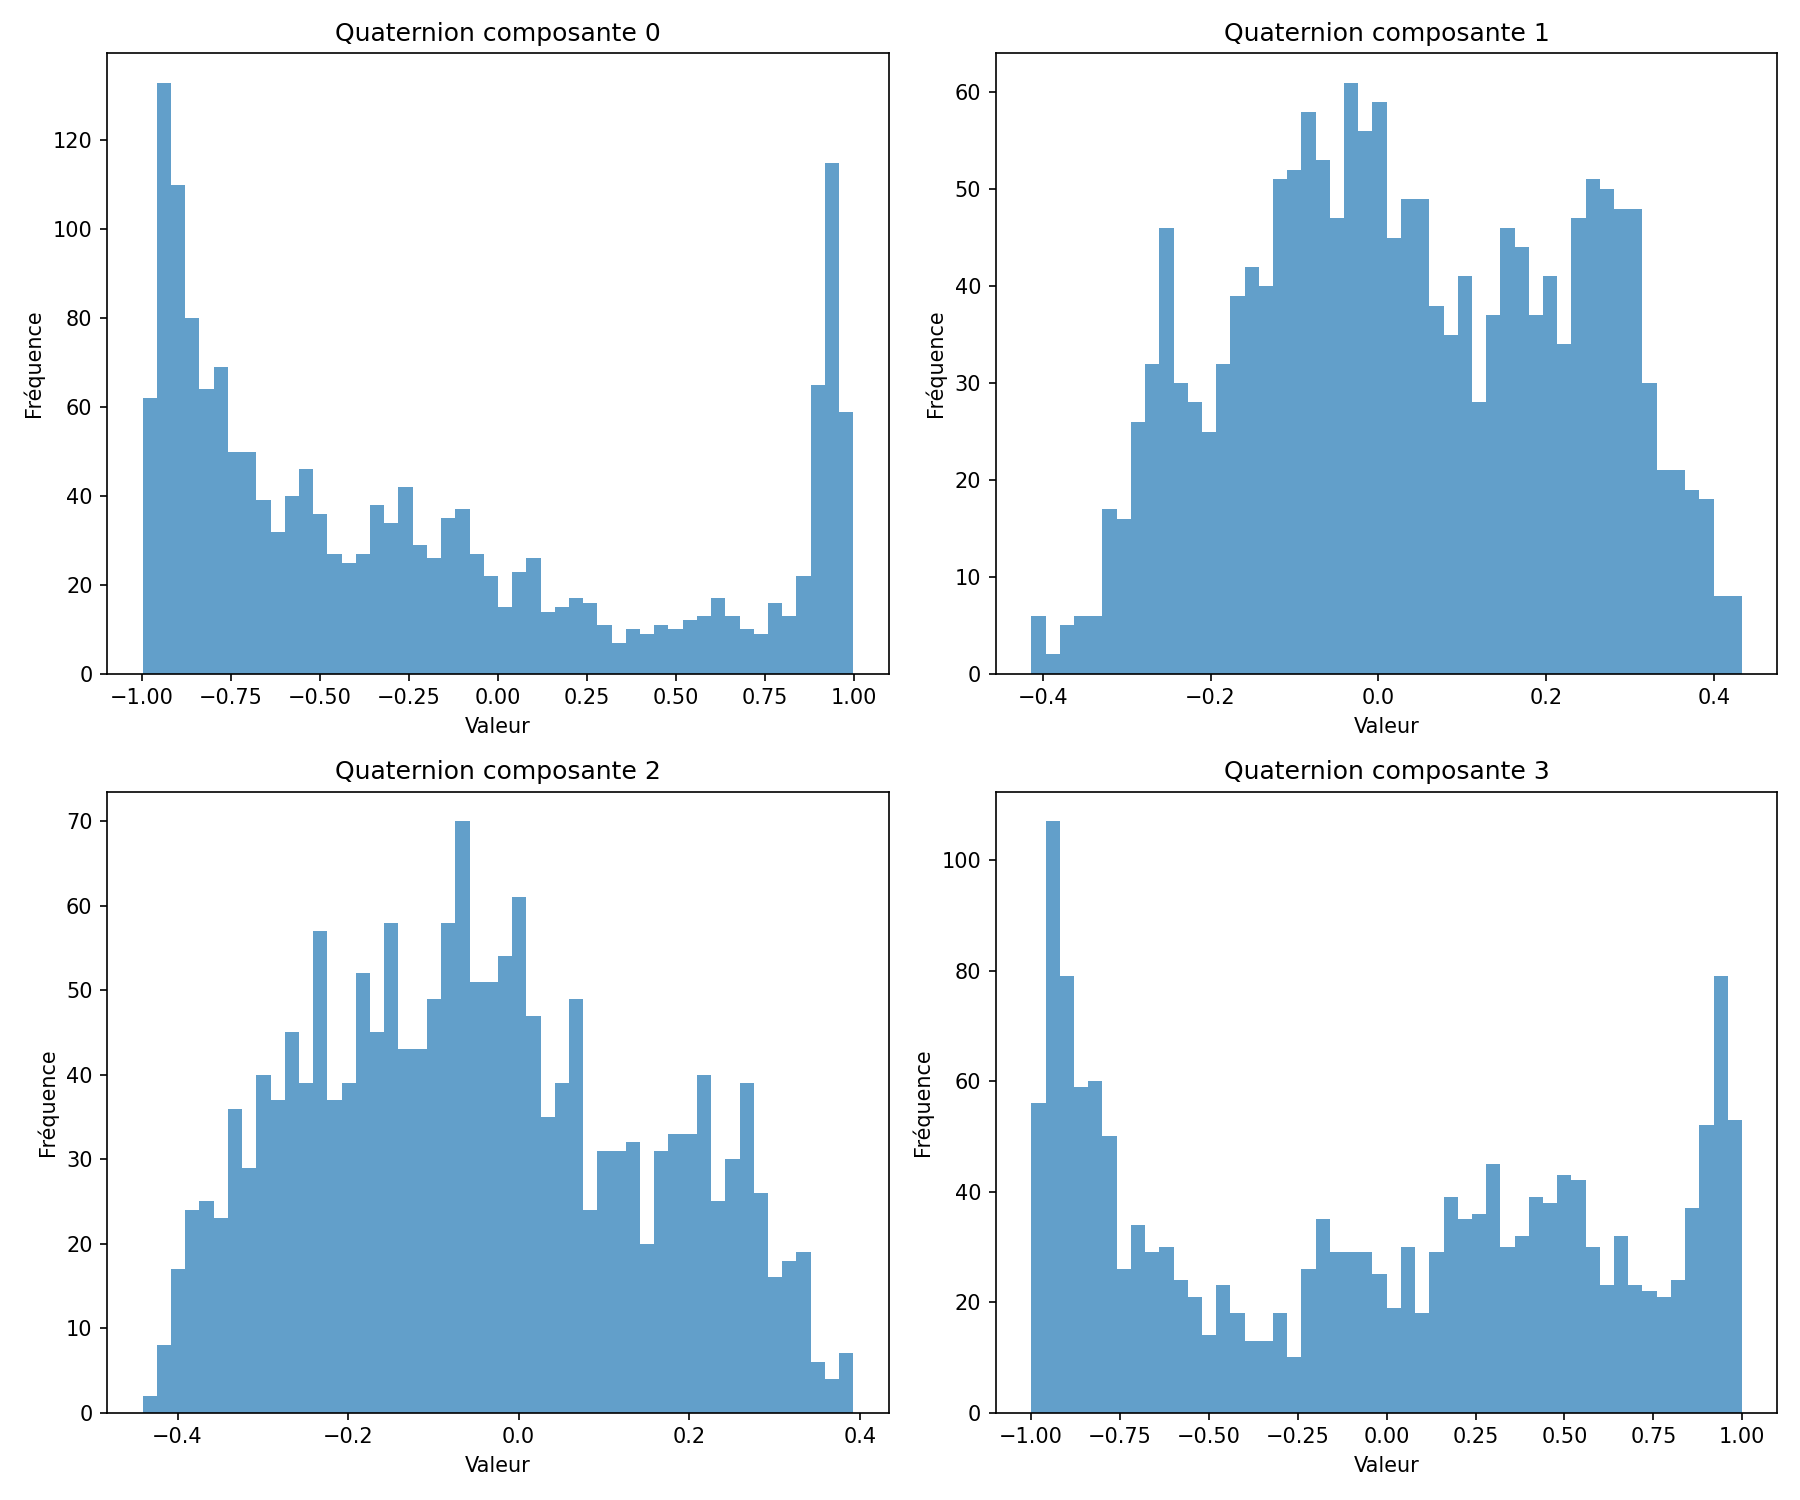 Quaternion composante 0
Fréquence
0
20
40
60
80
100
120
−1.00 −0.75 −0.50 −0.25 0.00 0.25 0.50 0.75 1.00
Valeur
Quaternion composante 1
Fréquence
0
10
20
30
40
50
60
−0.4 −0.2 0.0 0.2 0.4
Valeur
Quaternion composante 2
Fréquence
0
10
20
30
40
50
60
70
−0.4 −0.2 0.0 0.2 0.4
Valeur
Quaternion composante 3
Fréquence
0
20
40
60
80
100
−1.00 −0.75 −0.50 −0.25 0.00 0.25 0.50 0.75 1.00
Valeur